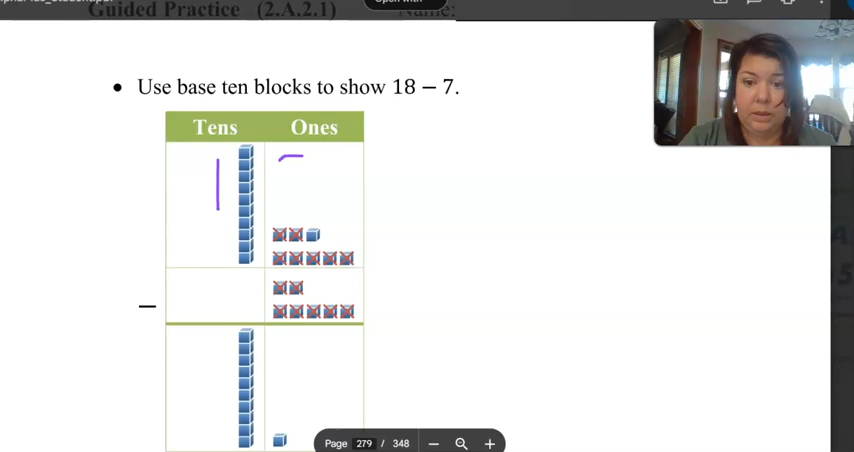 Guided Practice (2.A.2.1) Name:
• Use base ten blocks to show 18 − 7.
Tens Ones
−
Page 279 / 348 − +